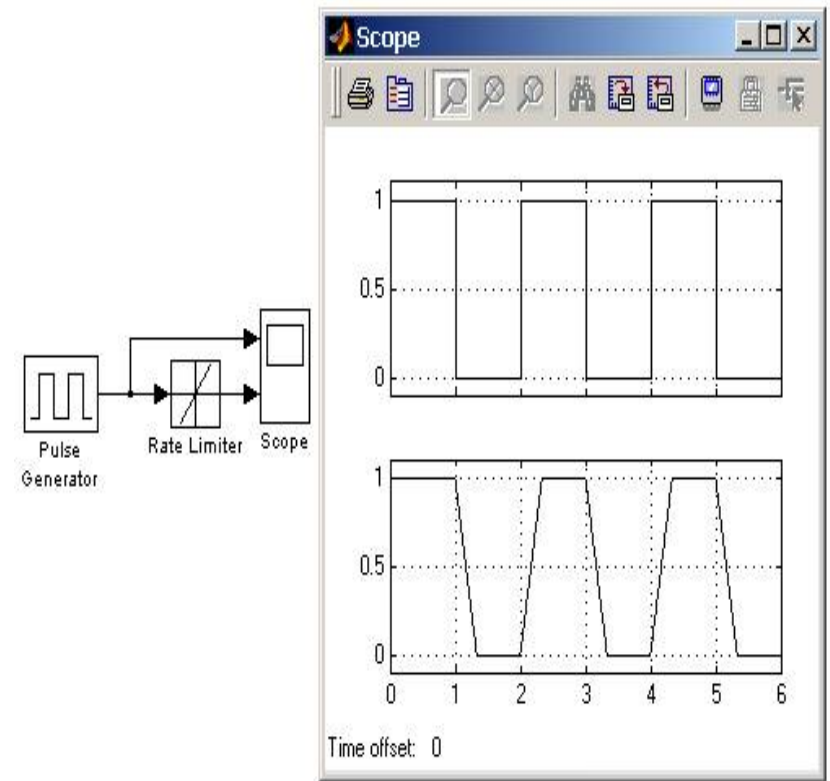 Scope
1
0.5
0
1
0.5
0
0 1 2 3 4 5 6
Time offset: 0
Pulse
Generator
Rate Limiter
Scope